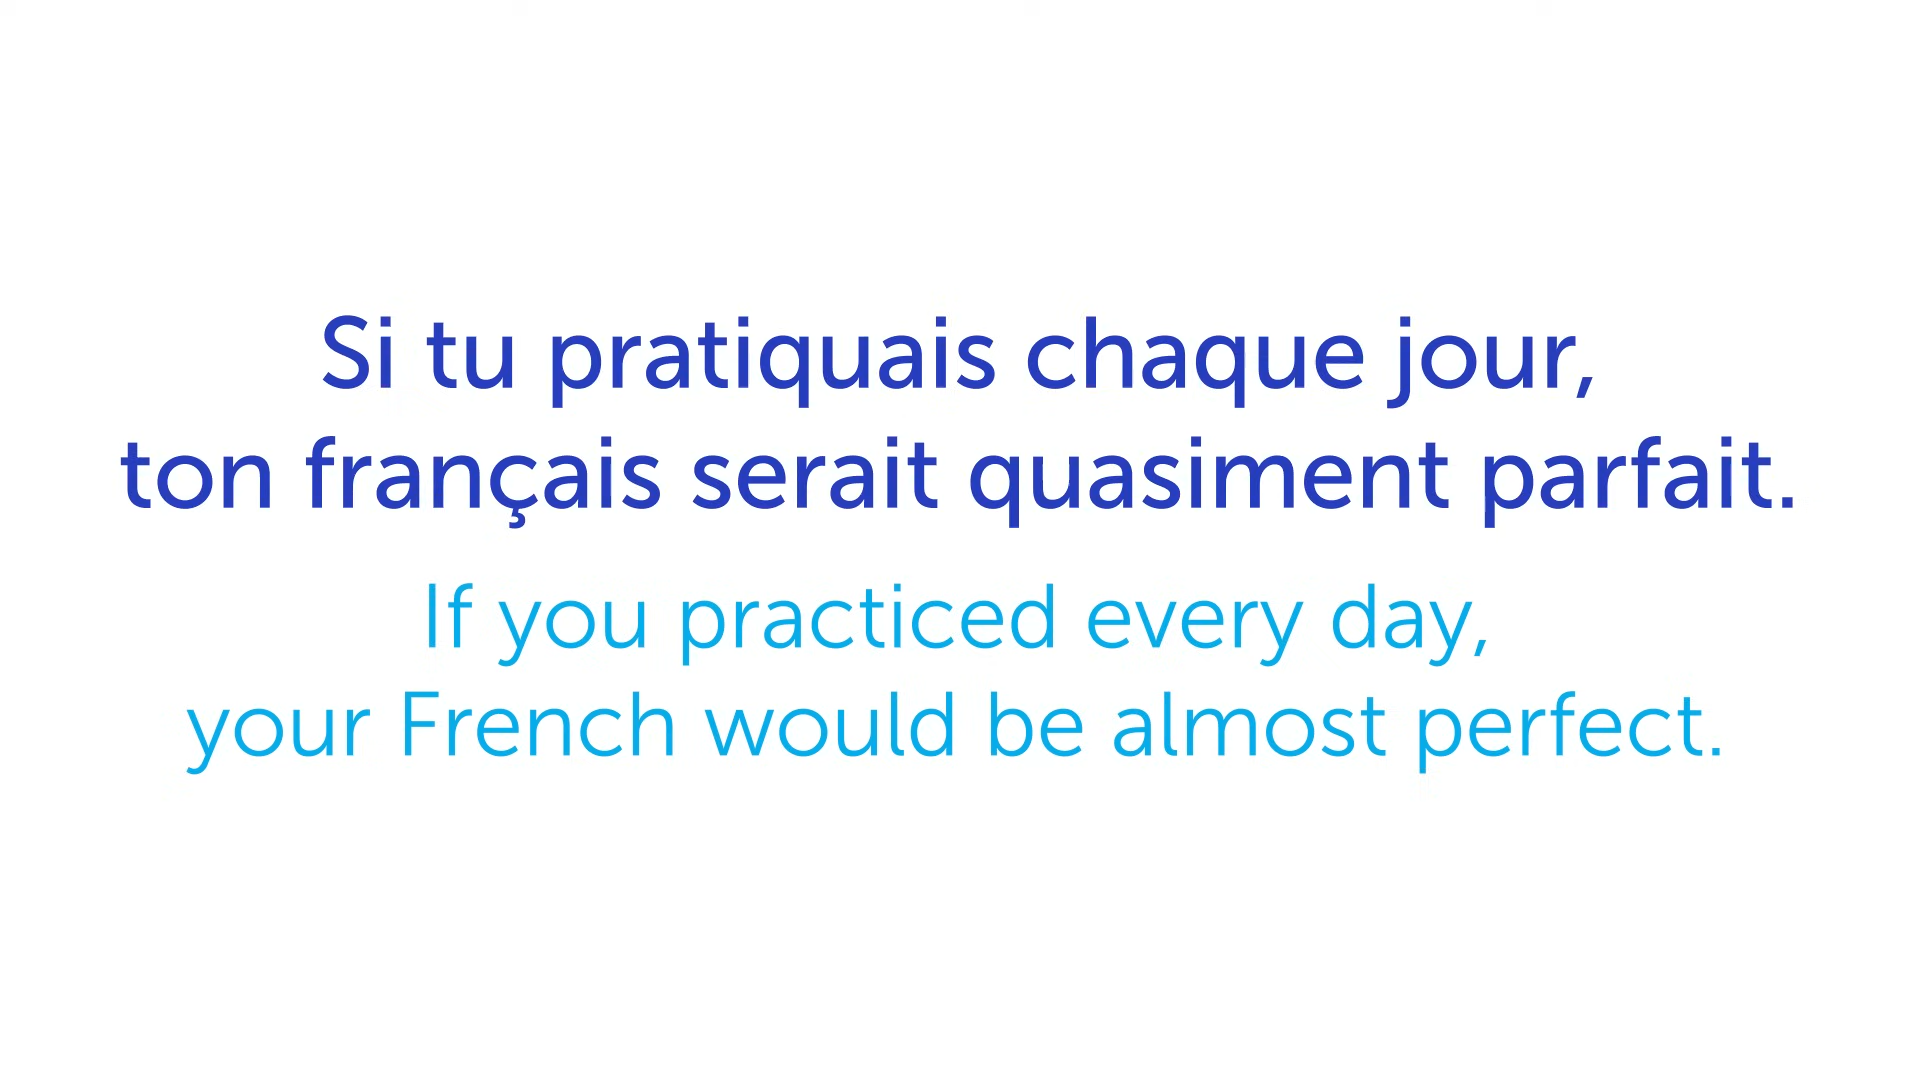 Si tu pratiquais chaque jour,
ton français serait quasiment parfait.
If you practiced every day,
your French would be almost perfect.